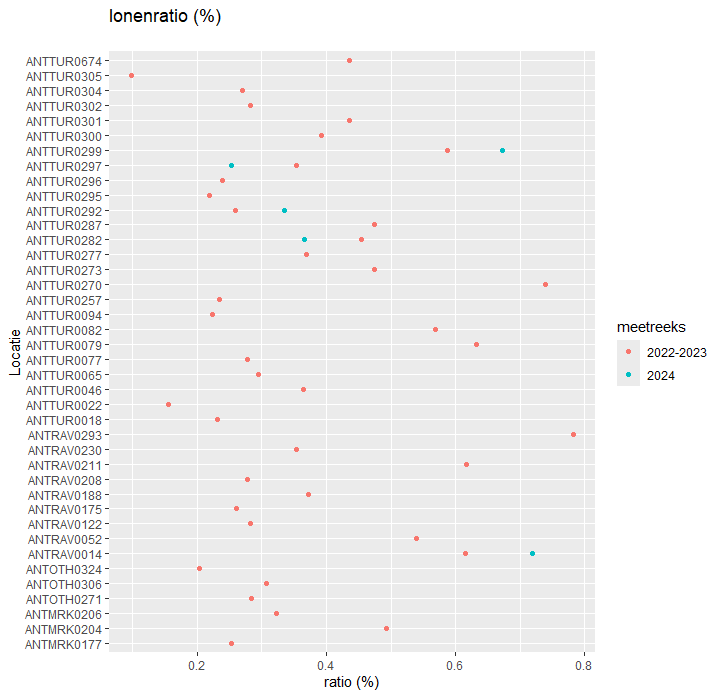 Ionenratio (%)
ANTTUR0674
ANTTUR0305
ANTTUR0304
ANTTUR0302
ANTTUR0301
ANTTUR0300
ANTTUR0299
ANTTUR0297
ANTTUR0296
ANTTUR0295
ANTTUR0292
ANTTUR0287
ANTTUR0282
ANTTUR0277
ANTTUR0273
ANTTUR0270
ANTTUR0257
ANTTUR0094
ANTTUR0082
ANTTUR0079
ANTTUR0077
ANTTUR0065
ANTTUR0046
ANTTUR0022
ANTTUR0018
ANTRAV0293
ANTRAV0230
ANTRAV0211
ANTRAV0208
ANTRAV0188
ANTRAV0175
ANTRAV0122
ANTRAV0052
ANTRAV0014
ANTOTH0324
ANTOTH0306
ANTOTH0271
ANTMRK0206
ANTMRK0204
ANTMRK0177
Locatie
0.2 0.4 0.6 0.8
ratio (%)
meetreeks
2022-2023
2024